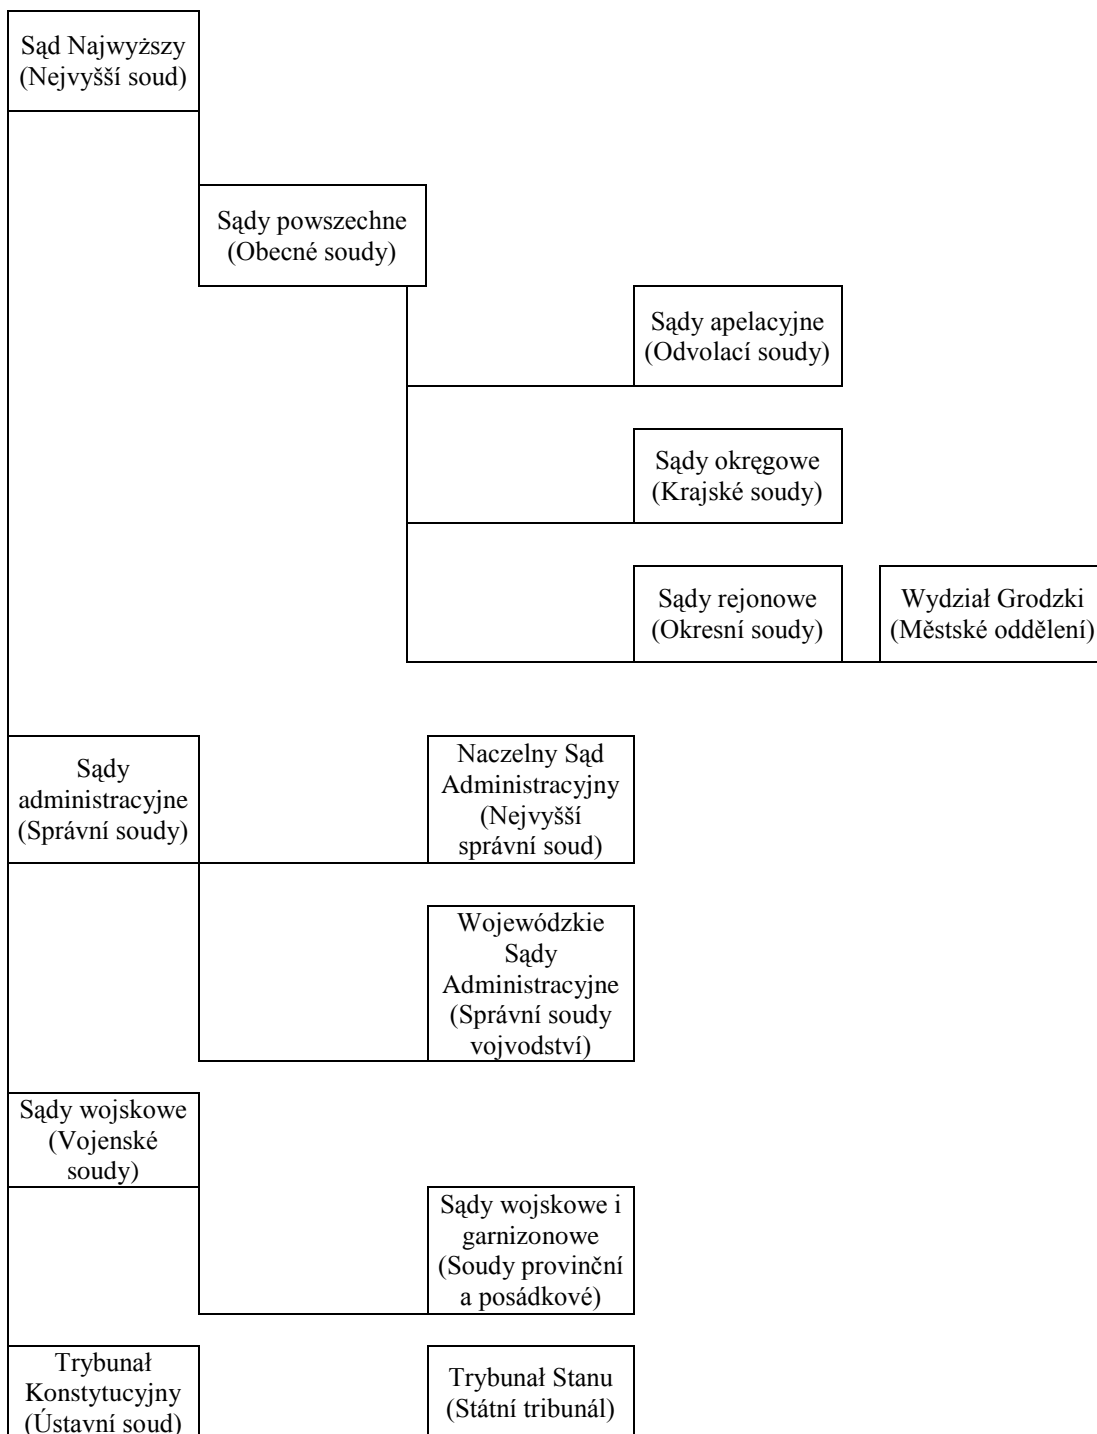 Sąd Najwyższy
(Nejvyšší soud)
Sądy powszechne
(Obecné soudy)
Sądy apelacyjne
(Odvolací soudy)
Sądy okręgowe
(Krajské soudy)
Sądy rejonowe
(Okresní soudy)
Wydział Grodzki
(Městské oddělení)
Sądy
administracyjne
(Správní soudy)
Naczelny Sąd
Administracyjny
(Nejvyšší
správní soud)
Wojewódzkie
Sądy
Administracyjne
(Správní soudy
vojvodství)
Sądy wojskowe
(Vojenské
soudy)
Sądy wojskowe i
garnizonowe
(Soudy provinční
a posádkové)
Trybunał
Konstytucyjny
(Ústavní soud)
Trybunał Stanu
(Státní tribunál)